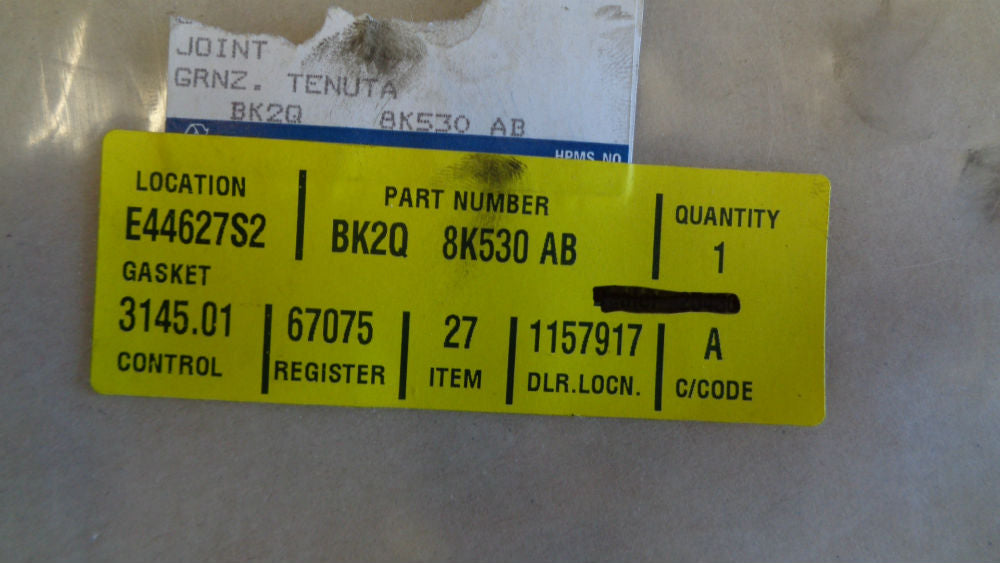 JOINT
GRNZ. TENUTA
BK2Q 8K530 AB
HPMS NO
LOCATION PART NUMBER QUANTITY
E44627S2 BK2Q 8K530 AB 1
GASKET
3145.01 67075 27 1157917 A
CONTROL REGISTER ITEM DLR.LOCN. C/CODE